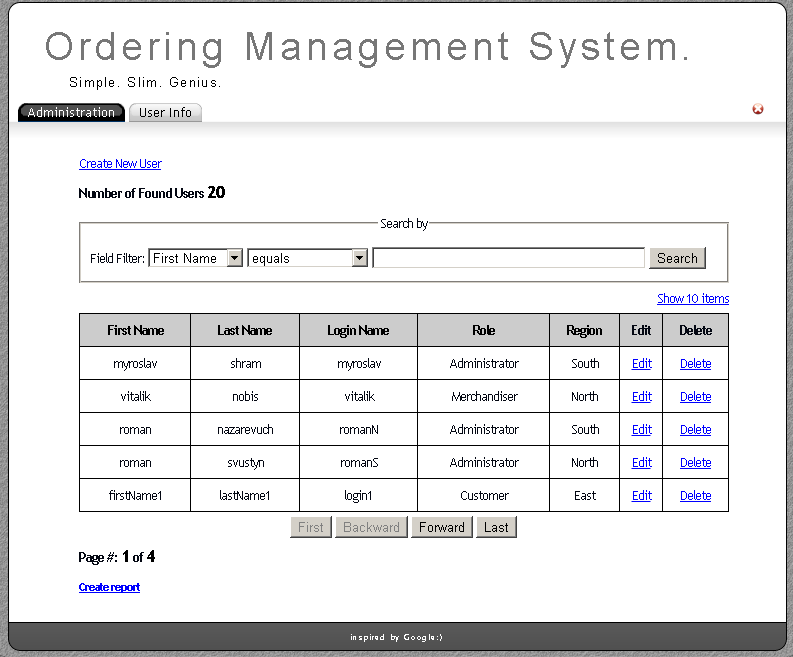 Ordering Management System.
Simple. Slim. Genius.
Administration User Info
Create New User
Number of Found Users 20
Search by
Field Filter: First Name equals Search
Show 10 items
First Name Last Name Login Name Role Region Edit Delete
myroslav shram myroslav Administrator South Edit Delete
vitalik nobis vitalik Merchandiser North Edit Delete
roman nazarevuch romanN Administrator South Edit Delete
roman svustyn romanS Administrator North Edit Delete
firstName1 lastName1 login1 Customer East Edit Delete
First Backward Forward Last
Page #: 1 of 4
Create report
inspired by Google:)